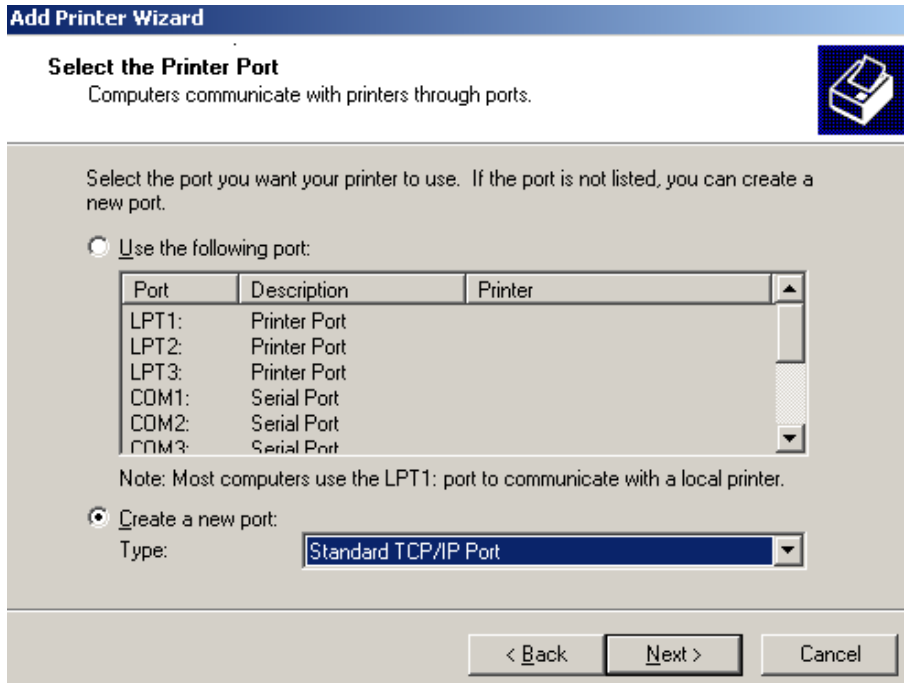 Add Printer Wizard
Select the Printer Port
Computers communicate with printers through ports.
Select the port you want your printer to use. If the port is not listed, you can create a
new port.
Use the following port:
Port Description Printer
LPT1: Printer Port
LPT2: Printer Port
LPT3: Printer Port
COM1: Serial Port
COM2: Serial Port
COM3: Serial Port
Note: Most computers use the LPT1: port to communicate with a local printer.
Create a new port:
Type: Standard TCP/IP Port
< Back Next > Cancel